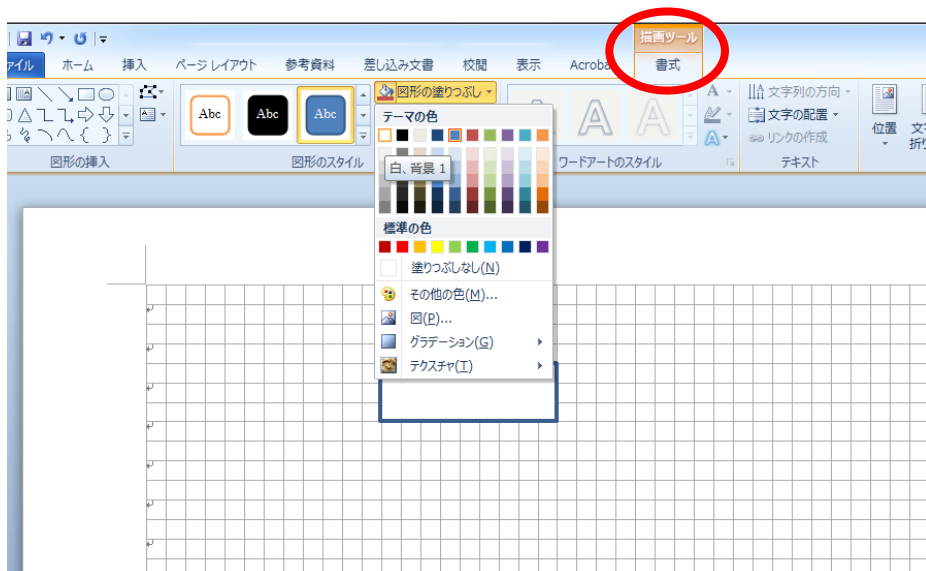 描画ツール
ァイル ホーム 挿入 ページ レイアウト 参考資料 差し込み文書 校閲 表示 Acroba 書式
図形の塗りつぶし
Abc Abc Abc
A 文字列の方向
文字の配置
リンクの作成
位置
図形の挿入 図形のスタイル ワードアートのスタイル テキスト
テーマの色
白、背景 1
標準の色
塗りつぶしなし(N)
その他の色(M)...
図(P)...
グラデーション(G)
テクスチャ(T)